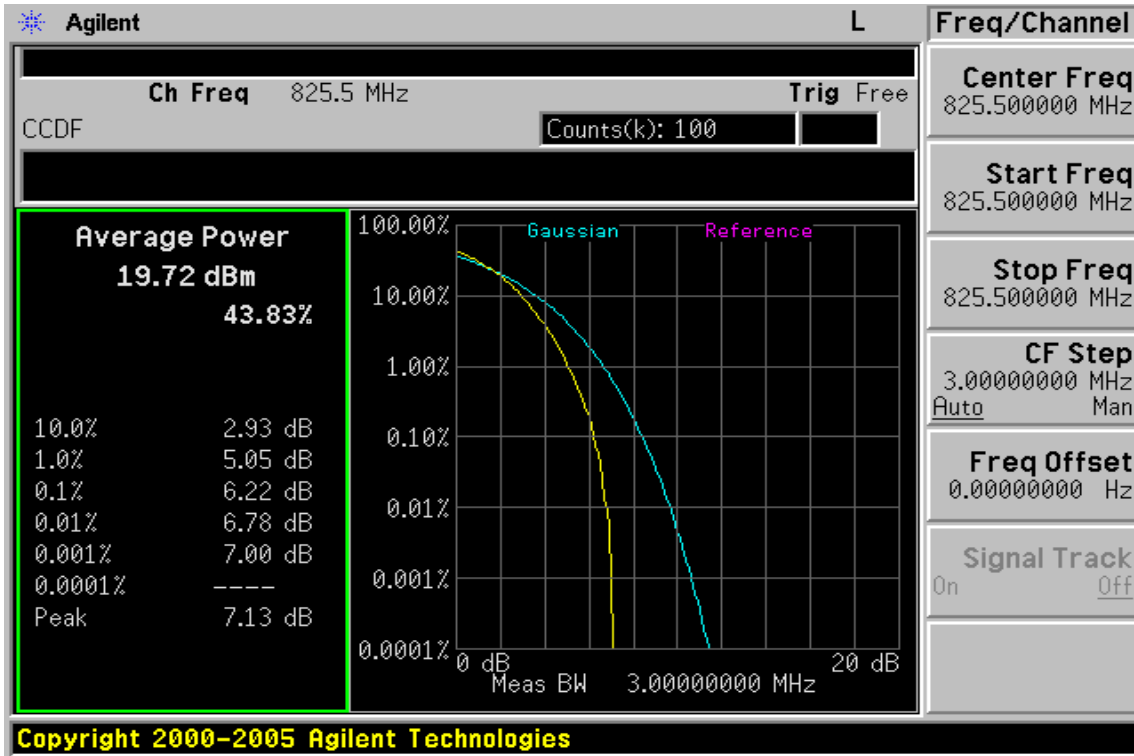 Agilent L
Ch Freq 825.5 MHz Trig Free
CCDF Counts(k): 100
Average Power
19.72 dBm
43.83%
10.0% 2.93 dB
1.0% 5.05 dB
0.1% 6.22 dB
0.01% 6.78 dB
0.001% 7.00 dB
0.0001% ----
Peak 7.13 dB
Gaussian Reference
100.00%
10.00%
1.00%
0.10%
0.01%
0.001%
0.0001%
0 dB 20 dB
Meas BW 3.00000000 MHz
Freq/Channel
Center Freq
825.500000 MHz
Start Freq
825.500000 MHz
Stop Freq
825.500000 MHz
CF Step
3.00000000 MHz
Auto Man
Freq Offset
0.00000000 Hz
Signal Track
On Off
Copyright 2000-2005 Agilent Technologies